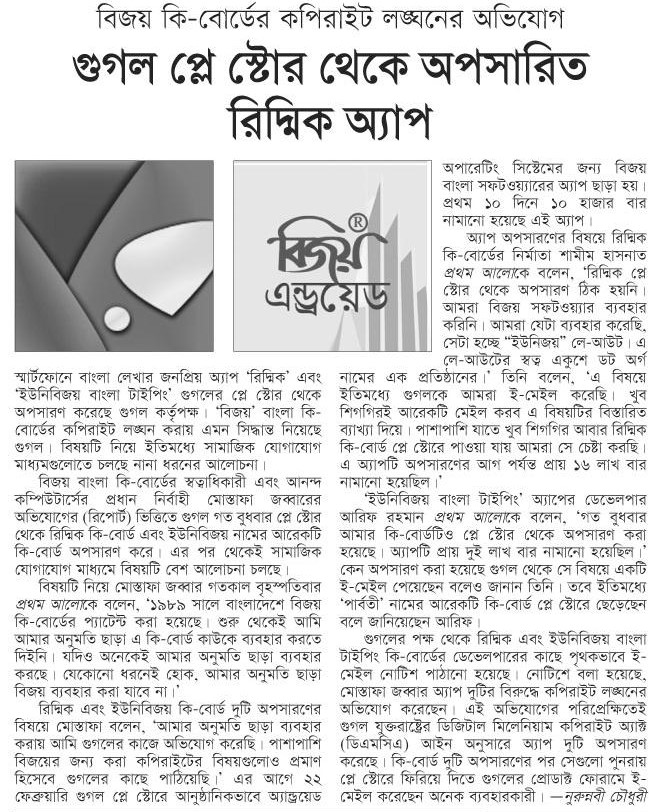 বিজয় কি-বোর্ডের কপিরাইট লঙ্ঘনের অভিযোগ
গুগল প্লে স্টোর থেকে অপসারিত
রিদ্মিক অ্যাপ
বিজয়®
এন্ড্রয়েড
স্মার্টফোনে বাংলা লেখার জনপ্রিয় অ্যাপ ‘রিদ্মিক’ এবং
‘ইউনিবিজয় বাংলা টাইপিং’ গুগলের প্লে স্টোর থেকে
অপসারণ করেছে গুগল কর্তৃপক্ষ। ‘বিজয়’ বাংলা কি-
বোর্ডের কপিরাইট লঙ্ঘন করায় এমন সিদ্ধান্ত নিয়েছে
গুগল। বিষয়টি নিয়ে ইতিমধ্যে সামাজিক যোগাযোগ
মাধ্যমগুলোতে চলছে নানা ধরনের আলোচনা।
বিজয় বাংলা কি-বোর্ডের স্বত্বাধিকারী এবং আনন্দ
কম্পিউটার্সের প্রধান নির্বাহী মোস্তাফা জব্বারের
অভিযোগের (রিপোর্ট) ভিত্তিতে গুগল গত বুধবার প্লে স্টোর
থেকে রিদ্মিক কি-বোর্ড এবং ইউনিবিজয় নামের আরেকটি
কি-বোর্ড অপসারণ করে। এর পর থেকেই সামাজিক
যোগাযোগ মাধ্যমে বিষয়টি বেশ আলোচনা চলছে।
বিষয়টি নিয়ে মোস্তাফা জব্বার গতকাল বৃহস্পতিবার
প্রথম আলোকে বলেন, ‘১৯৮৯ সালে বাংলাদেশে বিজয়
কি-বোর্ডের প্যাটেন্ট করা হয়েছে। শুরু থেকেই আমি
আমার অনুমতি ছাড়া এ কি-বোর্ড কাউকে ব্যবহার করতে
দিইনি। যদিও অনেকেই আমার অনুমতি ছাড়া ব্যবহার
করছে। যেকোনো ধরনেই হোক, আমার অনুমতি ছাড়া
বিজয় ব্যবহার করা যাবে না।’
রিদ্মিক এবং ইউনিবিজয় কি-বোর্ড দুটি অপসারণের
বিষয়ে মোস্তাফা বলেন, ‘আমার অনুমতি ছাড়া ব্যবহার
করায় আমি গুগলের কাজে অভিযোগ করেছি। পাশাপাশি
বিজয়ের জন্য করা কপিরাইটের বিষয়গুলোও প্রমাণ
হিসেবে গুগলের কাছে পাঠিয়েছি।’ এর আগে ২২
ফেব্রুয়ারি গুগল প্লে স্টোরে আনুষ্ঠানিকভাবে অ্যান্ড্রয়েড
অপারেটিং সিস্টেমের জন্য বিজয়
বাংলা সফটওয়্যারের অ্যাপ ছাড়া হয়।
প্রথম ১০ দিনে ১০ হাজার বার
নামানো হয়েছে এই অ্যাপ।
অ্যাপ অপসারণের বিষয়ে রিদ্মিক
কি-বোর্ডের নির্মাতা শামীম হাসনাত
প্রথম আলোকে বলেন, ‘রিদ্মিক প্লে
স্টোর থেকে অপসারণ ঠিক হয়নি।
আমরা বিজয় সফটওয়্যার ব্যবহার
করিনি। আমরা যেটা ব্যবহার করেছি,
সেটা হচ্ছে “ইউনিজয়” লে-আউট। এ
লে-আউটের স্বত্ব একুশে ডট অর্গ
নামের এক প্রতিষ্ঠানের।’ তিনি বলেন, ‘এ বিষয়ে
ইতিমধ্যে গুগলকে আমরা ই-মেইল করেছি। খুব
শিগগিরই আরেকটি মেইল করব এ বিষয়টির বিস্তারিত
ব্যাখ্যা দিয়ে। পাশাপাশি যাতে খুব শিগগির আবার রিদ্মিক
কি-বোর্ড প্লে স্টোরে পাওয়া যায় আমরা সে চেষ্টা করছি।
এ অ্যাপটি অপসারণের আগ পর্যন্ত প্রায় ১৬ লাখ বার
নামানো হয়েছিল।’
‘ইউনিবিজয় বাংলা টাইপিং’ অ্যাপের ডেভেলপার
আরিফ রহমান প্রথম আলোকে বলেন, ‘গত বুধবার
আমার কি-বোর্ডটিও প্লে স্টোর থেকে অপসারণ করা
হয়েছে। অ্যাপটি প্রায় দুই লাখ বার নামানো হয়েছিল।’
কেন অপসারণ করা হয়েছে গুগল থেকে সে বিষয়ে একটি
ই-মেইল পেয়েছেন বলেও জানান তিনি। তবে ইতিমধ্যে
‘পার্বতী’ নামের আরেকটি কি-বোর্ড প্লে স্টোরে ছেড়েছেন
বলে জানিয়েছেন আরিফ।
গুগলের পক্ষ থেকে রিদ্মিক এবং ইউনিবিজয় বাংলা
টাইপিং কি-বোর্ডের ডেভেলপারের কাছে পৃথকভাবে ই-
মেইল নোটিশ পাঠানো হয়েছে। নোটিশে বলা হয়েছে,
মোস্তাফা জব্বার অ্যাপ দুটির বিরুদ্ধে কপিরাইট লঙ্ঘনের
অভিযোগ করেছেন। এই অভিযোগের পরিপ্রেক্ষিতেই
গুগল যুক্তরাষ্ট্রের ডিজিটাল মিলেনিয়াম কপিরাইট অ্যাক্ট
(ডিএমসিএ) আইন অনুসারে অ্যাপ দুটি অপসারণ
করেছে। কি-বোর্ড দুটি অপসারণের পর সেগুলো পুনরায়
প্লে স্টোরে ফিরিয়ে দিতে গুগলের প্রোডাক্ট ফোরামে ই-
মেইল করেছেন অনেক ব্যবহারকারী। —নুরুন্নবী চৌধুরী